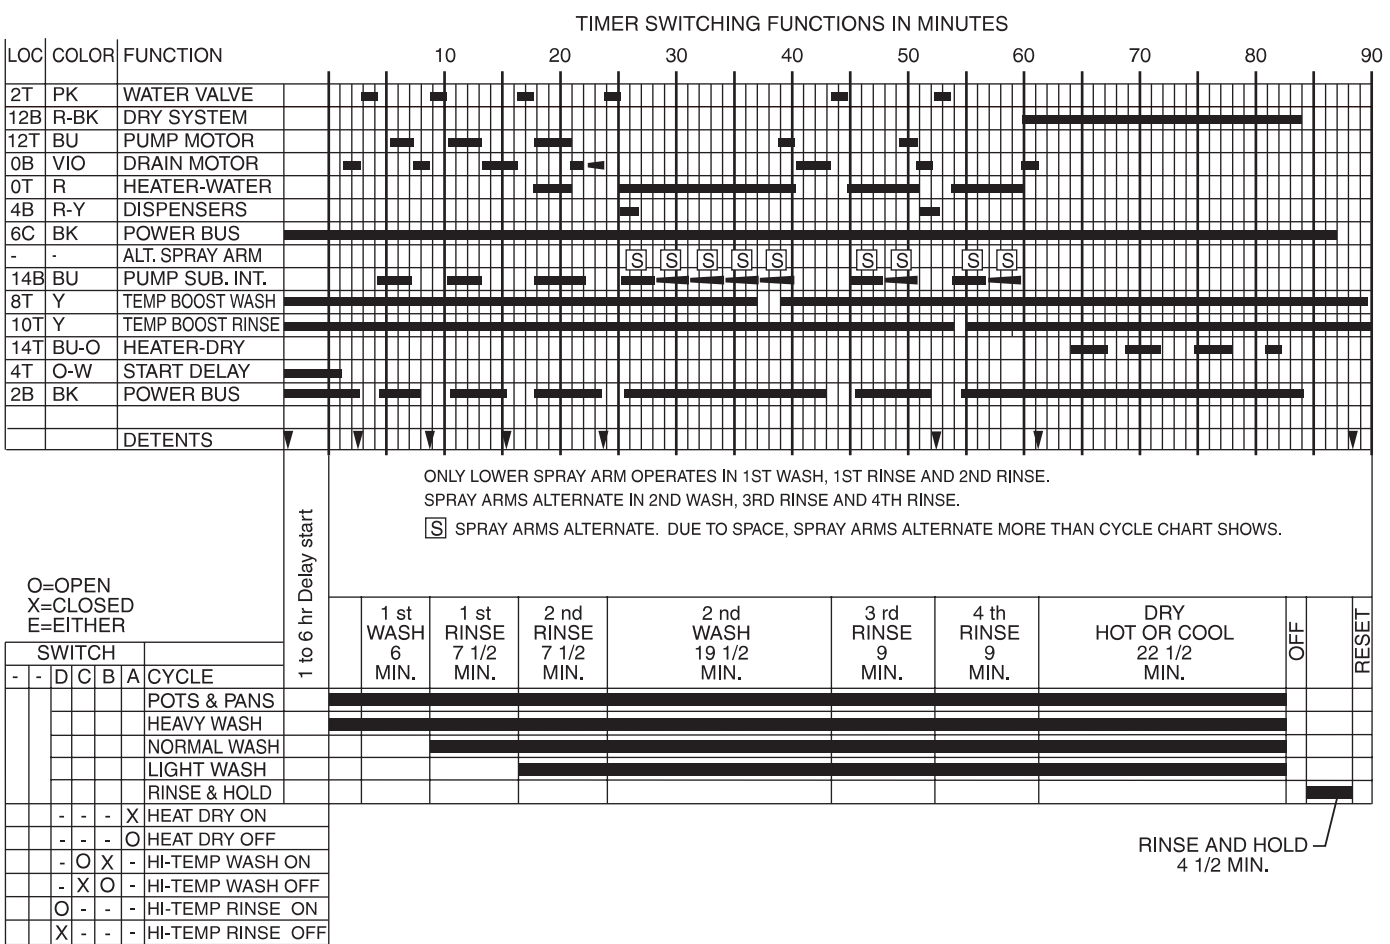 TIMER SWITCHING FUNCTIONS IN MINUTES
LOC COLOR FUNCTION 10 20 30 40 50 60 70 80 90
2T PK WATER VALVE
12B R-BK DRY SYSTEM
12T BU PUMP MOTOR
0B VIO DRAIN MOTOR
0T R HEATER-WATER
4B R-Y DISPENSERS
6C BK POWER BUS
- - ALT. SPRAY ARM S S S S S S S S S
14B BU PUMP SUB. INT.
8T Y TEMP BOOST WASH
10T Y TEMP BOOST RINSE
14T BU-O HEATER-DRY
4T O-W START DELAY
2B BK POWER BUS
DETENTS
ONLY LOWER SPRAY ARM OPERATES IN 1ST WASH, 1ST RINSE AND 2ND RINSE.
SPRAY ARMS ALTERNATE IN 2ND WASH, 3RD RINSE AND 4TH RINSE.
S SPRAY ARMS ALTERNATE. DUE TO SPACE, SPRAY ARMS ALTERNATE MORE THAN CYCLE CHART SHOWS.
1 to 6 hr Delay start
O=OPEN
X=CLOSED
E=EITHER
1 st
WASH
6
MIN.
1 st
RINSE
7 1/2
MIN.
2 nd
RINSE
7 1/2
MIN.
2 nd
WASH
19 1/2
MIN.
3 rd
RINSE
9
MIN.
4 th
RINSE
9
MIN.
DRY
HOT OR COOL
22 1/2
MIN.
OFF
RESET
SWITCH
- - D C B A CYCLE
POTS & PANS
HEAVY WASH
NORMAL WASH
LIGHT WASH
RINSE & HOLD
- - - X HEAT DRY ON
- - - O HEAT DRY OFF
- O X - HI-TEMP WASH ON
- X O - HI-TEMP WASH OFF
O - - - HI-TEMP RINSE ON
X - - - HI-TEMP RINSE OFF
RINSE AND HOLD
4 1/2 MIN.